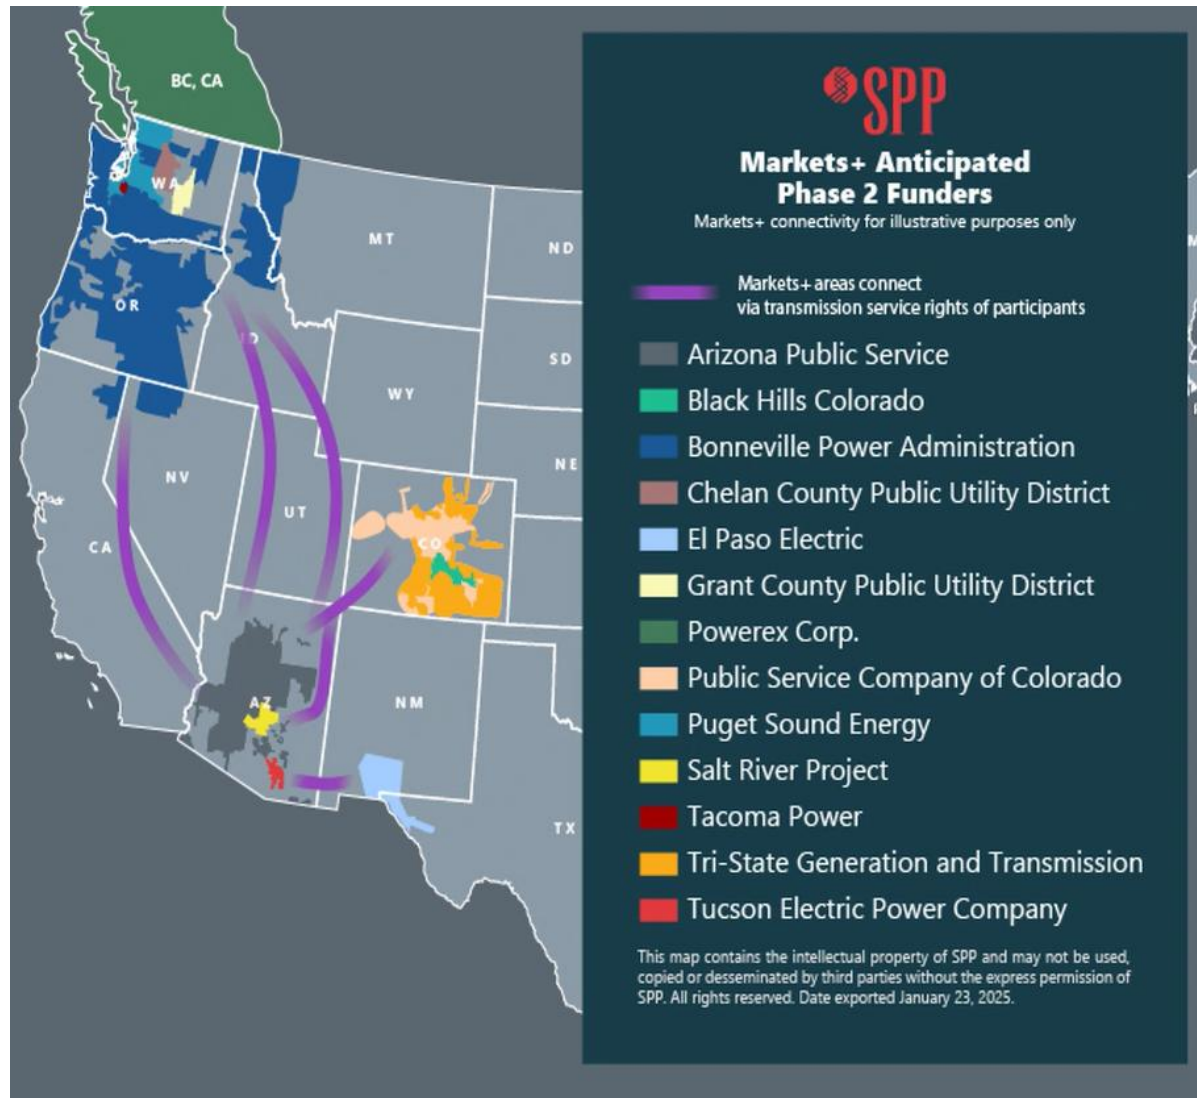 BC, CA
WA
MT
ND
OR
ID
SD
WY
NE
NV
UT
CO
CA
AZ
NM
TX
SPP
Markets+ Anticipated
Phase 2 Funders
Markets+ connectivity for illustrative purposes only
Markets+ areas connect
via transmission service rights of participants
Arizona Public Service
Black Hills Colorado
Bonneville Power Administration
Chelan County Public Utility District
El Paso Electric
Grant County Public Utility District
Powerex Corp.
Public Service Company of Colorado
Puget Sound Energy
Salt River Project
Tacoma Power
Tri-State Generation and Transmission
Tucson Electric Power Company
This map contains the intellectual property of SPP and may not be used,
copied or desseminated by third parties without the express permission of
SPP. All rights reserved. Date exported January 23, 2025.